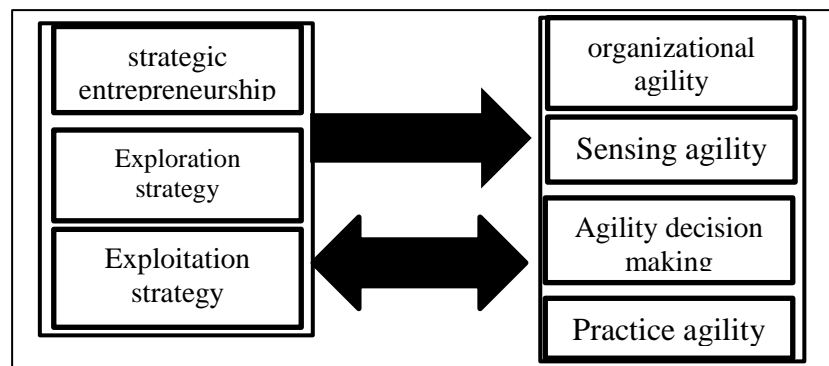 strategic
entrepreneurship
Exploration
strategy
Exploitation
strategy
organizational
agility
Sensing agility
Agility decision
making
Practice agility